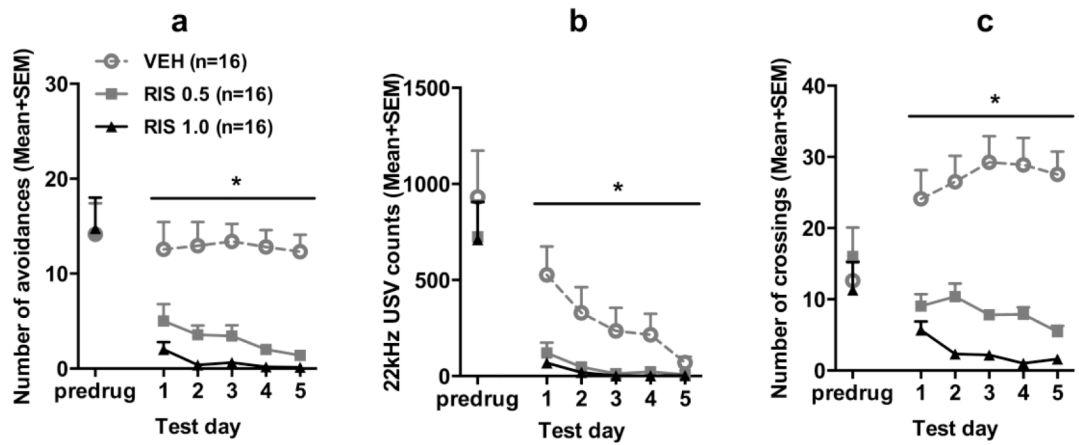 a
b
c
VEH (n=16)
RIS 0.5 (n=16)
RIS 1.0 (n=16)
Number of avoidances (Mean+SEM)
30
20
10
0
*
predrug 1 2 3 4 5
Test day
22kHz USV counts (Mean+SEM)
1500
1000
500
0
*
predrug 1 2 3 4 5
Test day
Number of crossings (Mean+SEM)
40
30
20
10
0
*
predrug 1 2 3 4 5
Test day